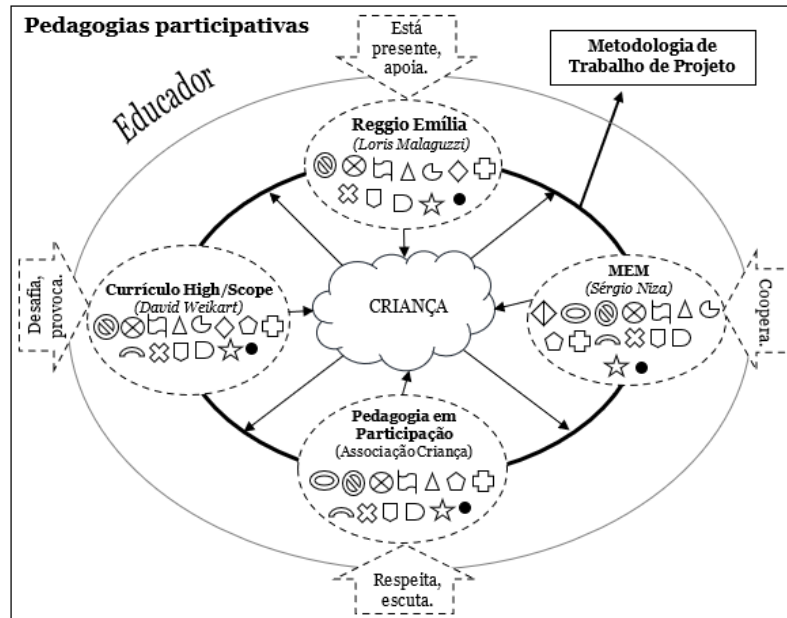 Pedagogias participativas
Está
presente,
apoia.
Metodologia de
Trabalho de Projeto
Educador
Reggio Emília
(Loris Malaguzzi)
Desafia,
provoca.
Currículo High/Scope
(David Weikart)
CRIANÇA
MEM
(Sérgio Niza)
Coopera.
Pedagogia em
Participação
(Associação Criança)
Respeita,
escuta.